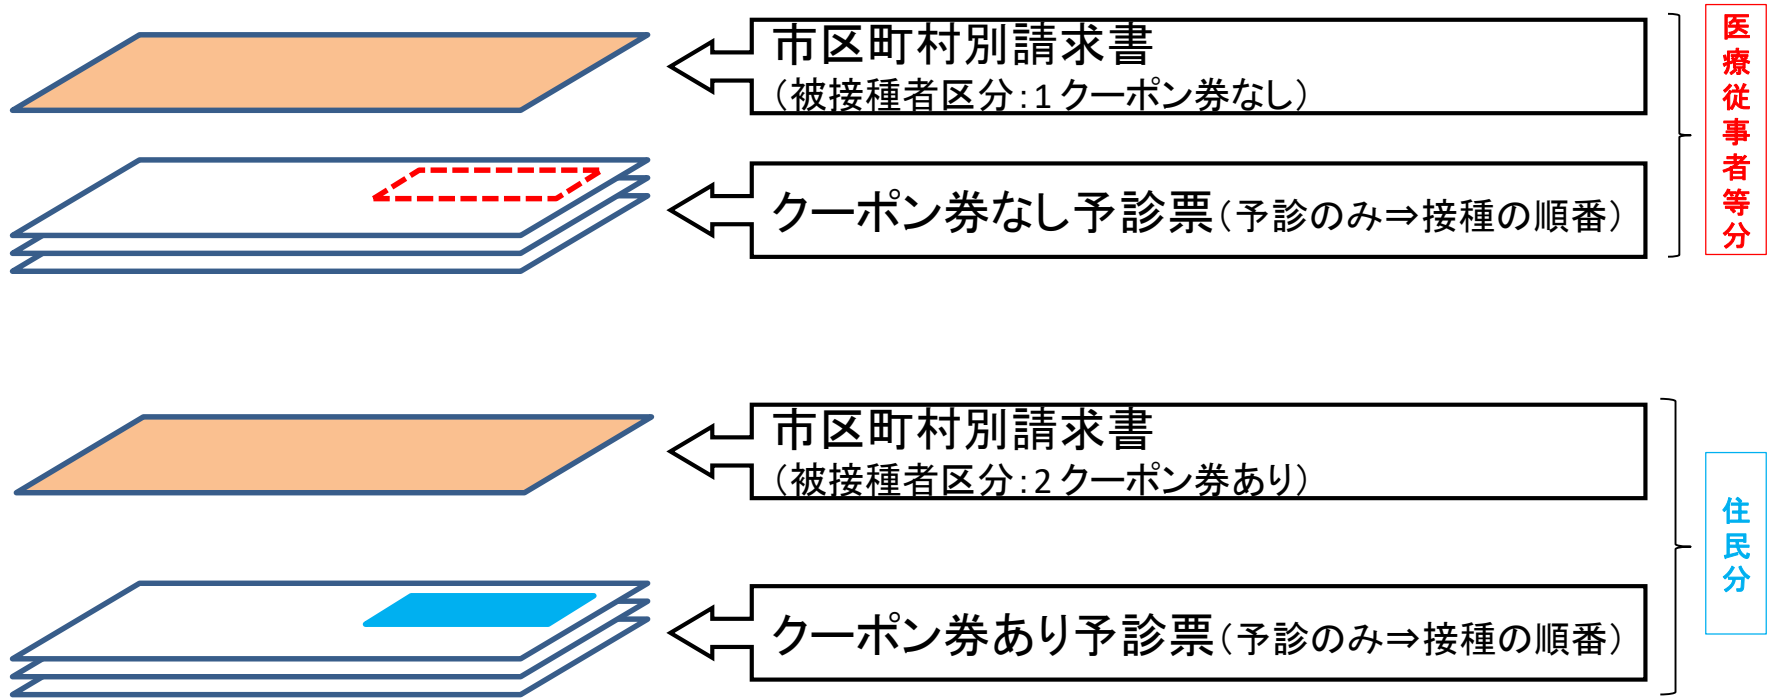 市区町村別請求書
（被接種者区分：1 クーポン券なし）
クーポン券なし予診票（予診のみ⇒接種の順番）
医療従事者等分
市区町村別請求書
（被接種者区分：2 クーポン券あり）
クーポン券あり予診票（予診のみ⇒接種の順番）
住民分